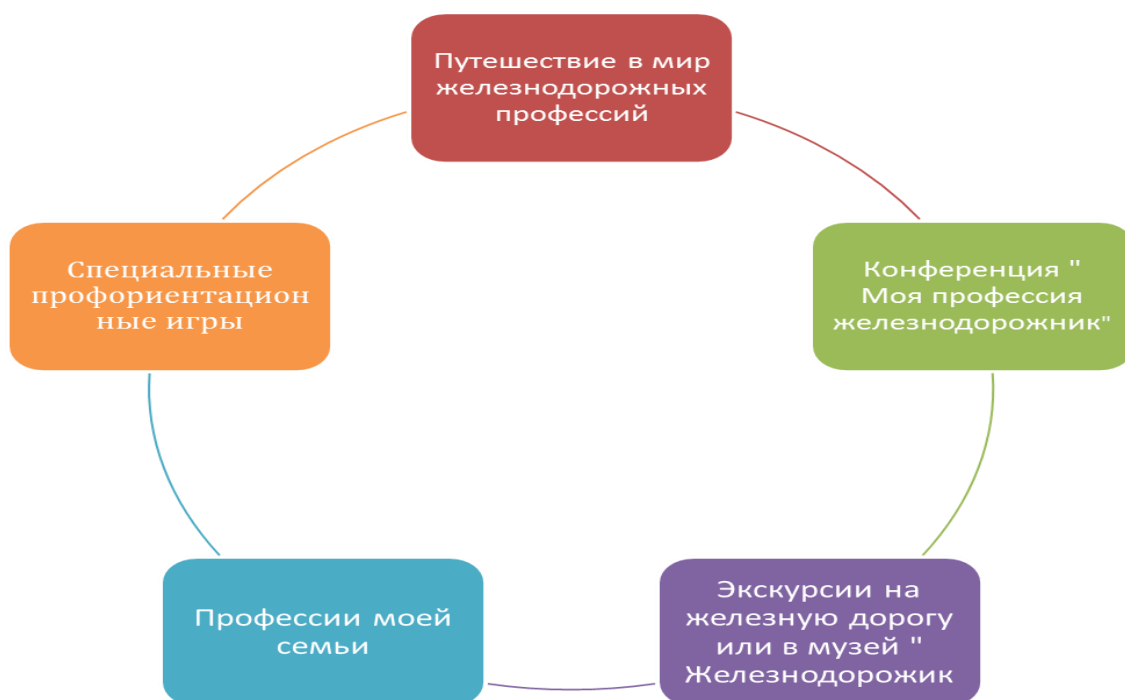 Путешествие в мир
железнодорожных
профессий
Специальные
профориентацион
ные игры
Конференция "
Моя профессия
железнодорожник"
Профессии моей
семьи
Экскурсии на
железную дорогу
или в музей "
Железнодорожик